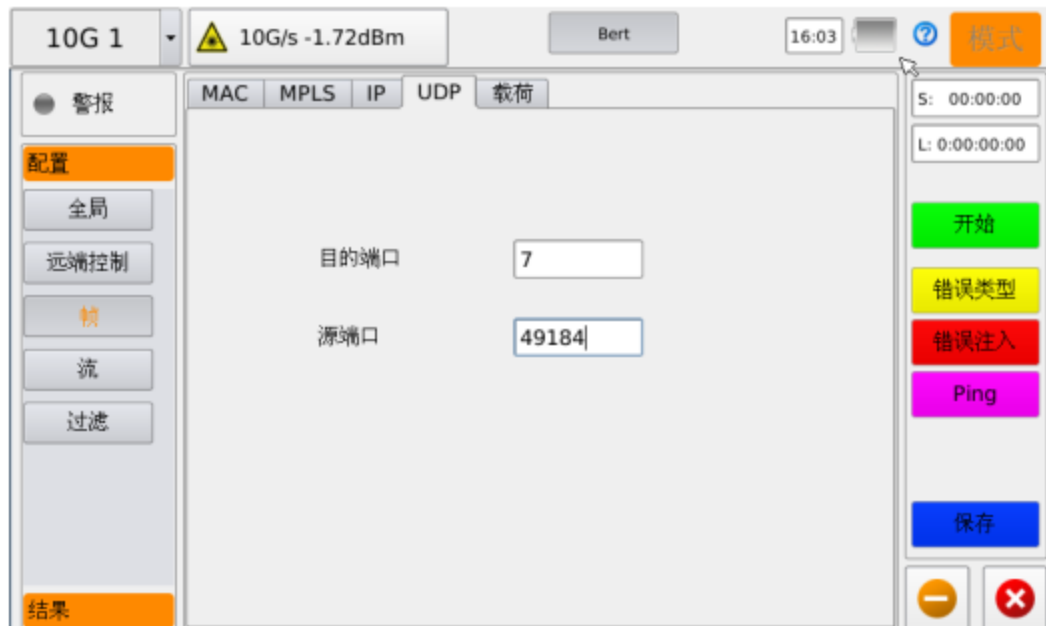 10G 1
10G/s -1.72dBm
Bert
16:03
模式
警报
MAC MPLS IP UDP 载荷
S: 00:00:00
L: 0:00:00:00
配置
全局
远端控制
帧
流
过滤
结果
目的端口 7
源端口 49184
开始
错误类型
错误注入
Ping
保存